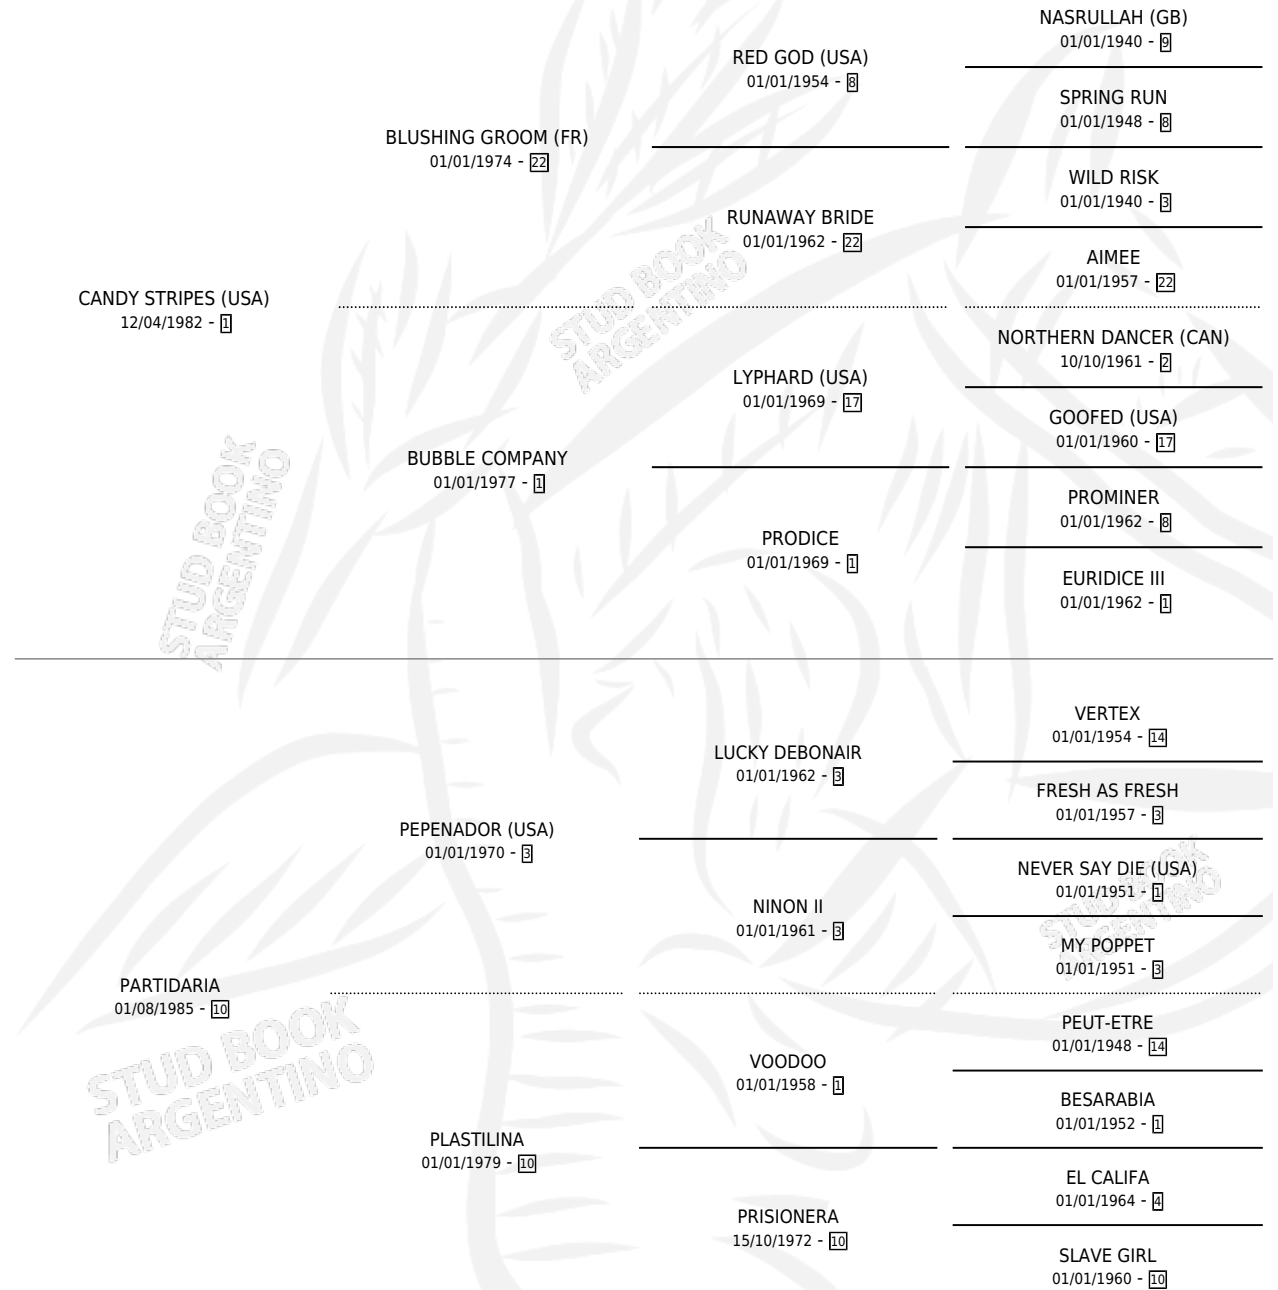 NASRULLAH (GB)
01/01/1940 - 9
RED GOD (USA)
01/01/1954 - 8
SPRING RUN
01/01/1948 - 8
BLUSHING GROOM (FR)
01/01/1974 - 22
WILD RISK
01/01/1940 - 3
RUNAWAY BRIDE
01/01/1962 - 22
AIMEE
01/01/1957 - 22
CANDY STRIPES (USA)
12/04/1982 - 1
NORTHERN DANCER (CAN)
10/10/1961 - 2
LYPHARD (USA)
01/01/1969 - 17
GOOFED (USA)
01/01/1960 - 17
BUBBLE COMPANY
01/01/1977 - 1
PROMINER
01/01/1962 - 8
PRODICE
01/01/1969 - 1
EURIDICE III
01/01/1962 - 1
VERTEX
01/01/1954 - 14
LUCKY DEBONAIR
01/01/1962 - 3
FRESH AS FRESH
01/01/1957 - 3
PEPENADOR (USA)
01/01/1970 - 3
NEVER SAY DIE (USA)
01/01/1951 - 1
NINON II
01/01/1961 - 3
MY POPPET
01/01/1951 - 3
PARTIDARIA
01/08/1985 - 10
PEUT-ETRE
01/01/1948 - 14
VOODOO
01/01/1958 - 1
BESARABIA
01/01/1952 - 1
PLASTILINA
01/01/1979 - 10
EL CALIFA
01/01/1964 - 4
PRISIONERA
15/10/1972 - 10
SLAVE GIRL
01/01/1960 - 10
STUD BOOK
ARGENTINO
STUD BOOK
ARGENTINO
STUD BOOK
ARGENTINO
STUD BOOK
ARGENTINO